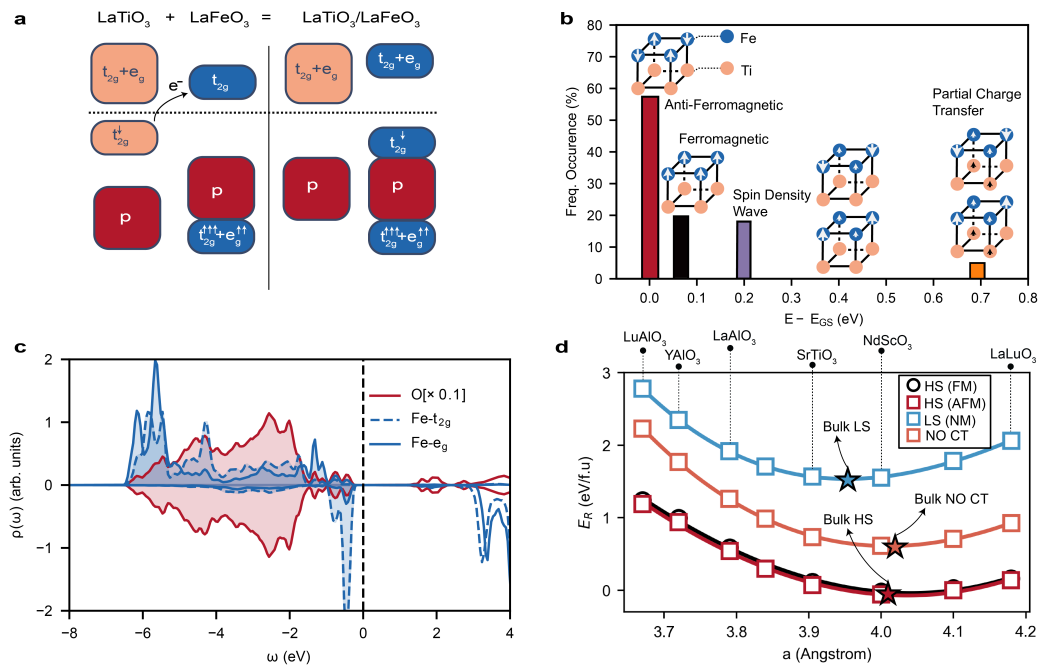 a
LaTiO3 + LaFeO3 = LaTiO3/LaFeO3
t2g+eg
t2g
t2g+eg
t2g+eg
e−
t↓2g
t↓2g
p
p
p
p
t↑↑↑2g+eg↑↑
t↑↑↑2g+eg↑↑
b
Freq. Occurence (%)
80
70
60
50
40
30
20
10
0
Fe
Ti
Anti-Ferromagnetic
Ferromagnetic
Spin Density
Wave
Partial Charge
Transfer
0.0 0.1 0.2 0.3 0.4 0.5 0.6 0.7 0.8
E − EGS (eV)
c
ρ(ω) (arb. units)
2
1
0
−1
−2
O[× 0.1]
Fe-t2g
Fe-eg
−8 −6 −4 −2 0 2 4
ω (eV)
d
LuAlO3
YAlO3
LaAlO3
SrTiO3
NdScO3
LaLuO3
ER (eV/f.u)
3
2
1
0
HS (FM)
HS (AFM)
LS (NM)
NO CT
Bulk LS
Bulk NO CT
Bulk HS
3.7 3.8 3.9 4.0 4.1 4.2
a (Angstrom)